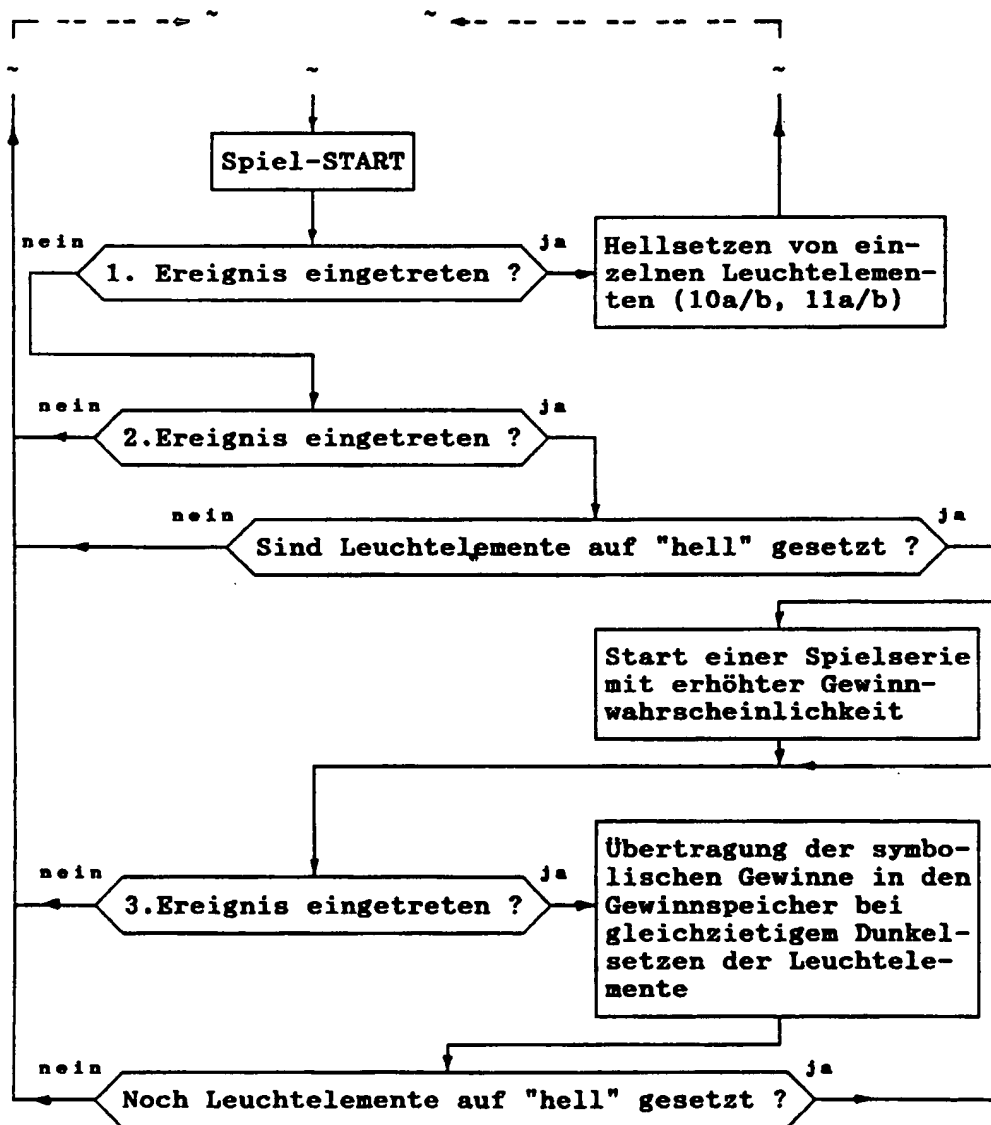 Spiel-START
nein
ja
1. Ereignis eingetreten ?
Hellsetzen von ein-
zelnen Leuchtelemen-
ten (10a/b, 11a/b)
nein
ja
2.Ereignis eingetreten ?
nein
ja
Sind Leuchtelemente auf "hell" gesetzt ?
Start einer Spielserie
mit erhöhter Gewinn-
wahrscheinlichkeit
nein
ja
3.Ereignis eingetreten ?
Übertragung der symbo-
lischen Gewinne in den
Gewinnspeicher bei
gleichzietigem Dunkel-
setzen der Leuchtele-
mente
nein
ja
Noch Leuchtelemente auf "hell" gesetzt ?